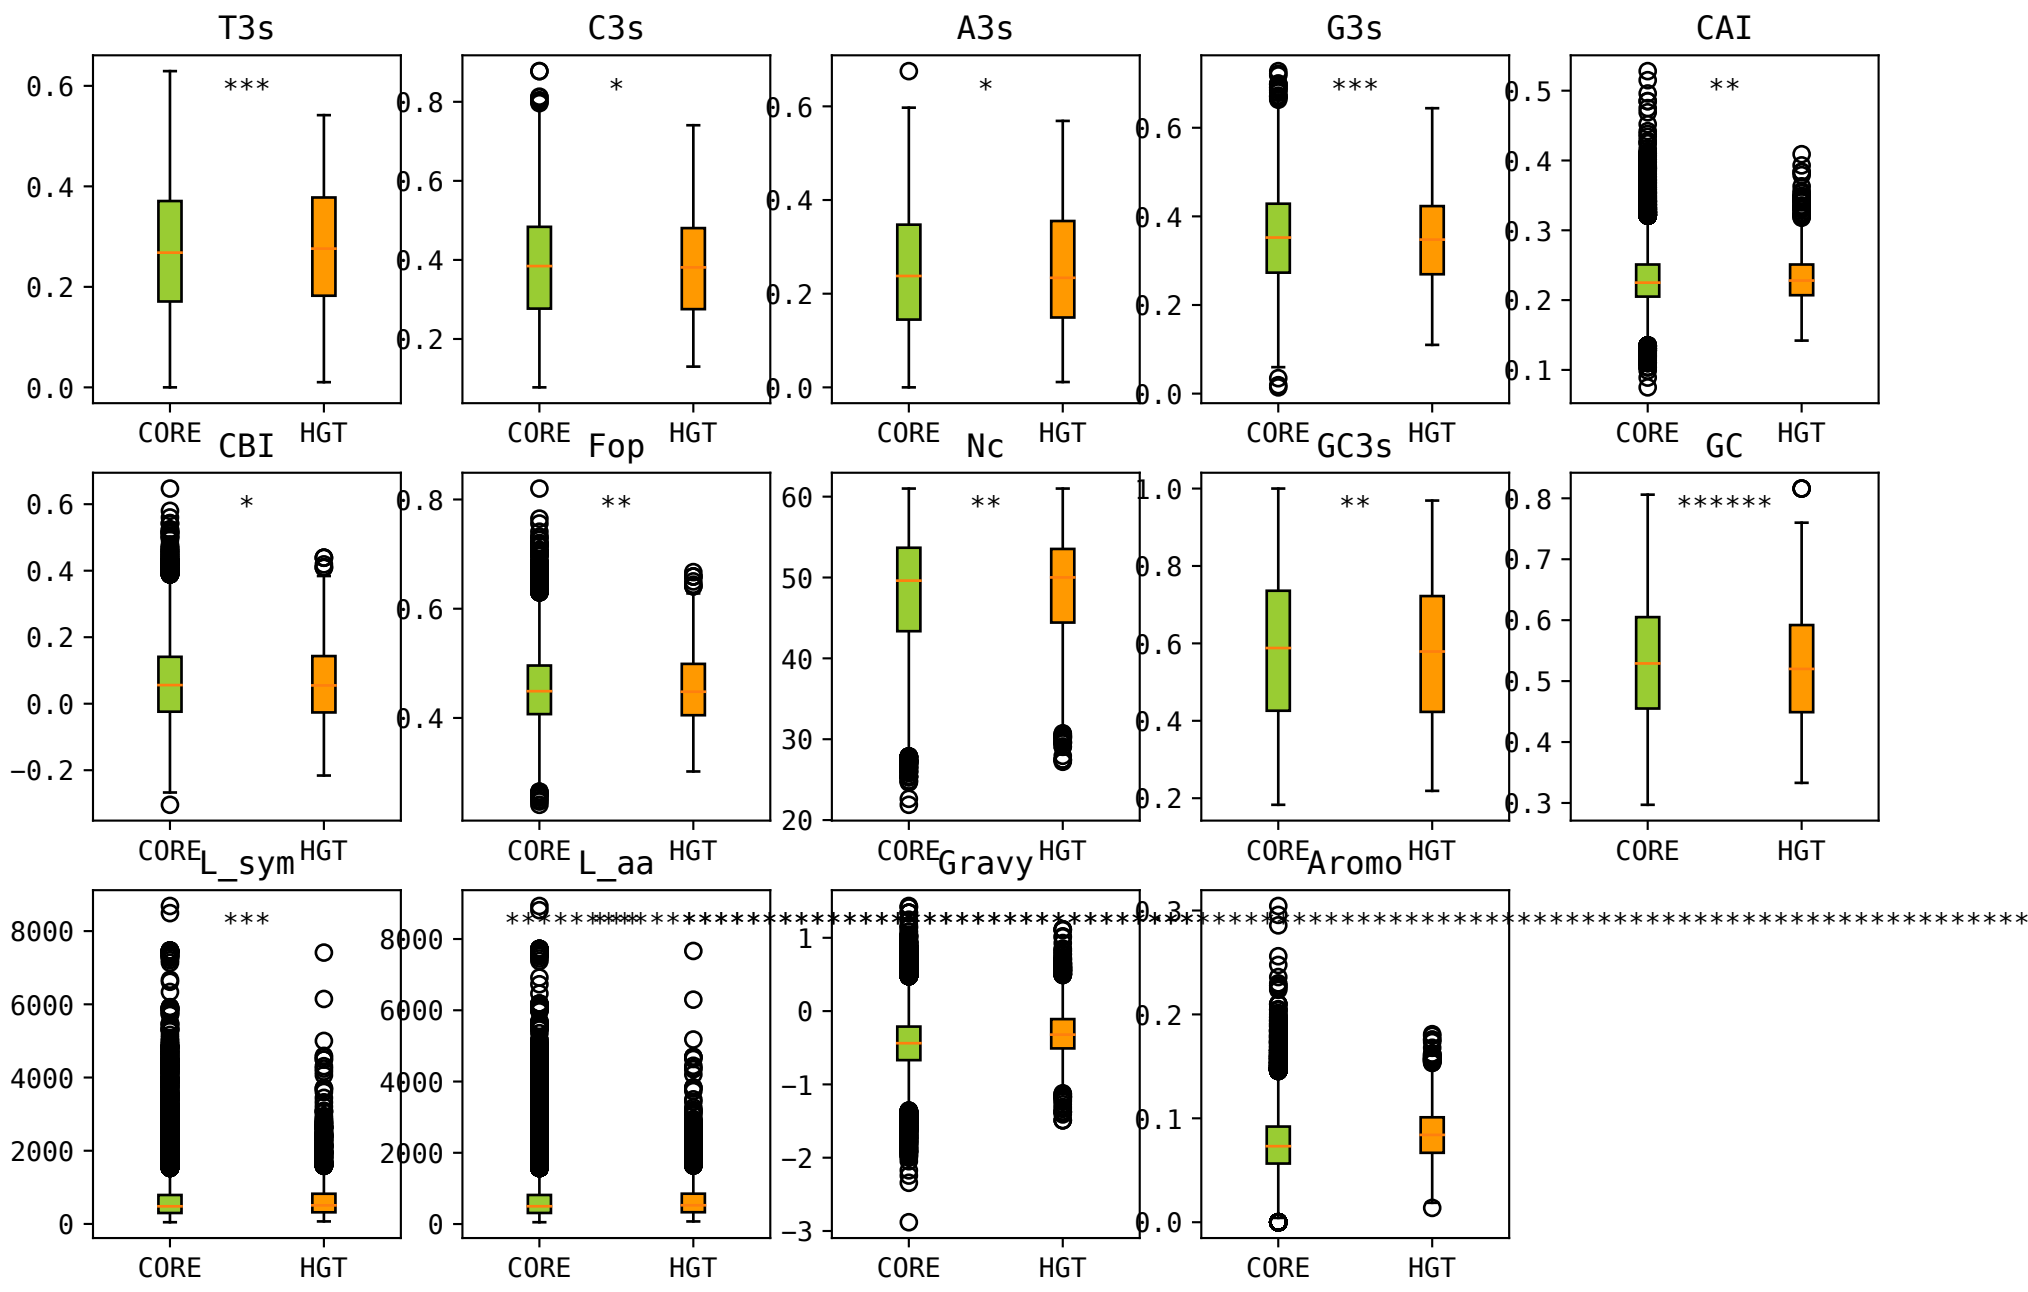 T3s C3s A3s G3s CAI
*** * * *** **
0.6 0.8 0.6 0.6 0.5
0.4 0.6 0.4 0.4 0.4
0.2 0.4 0.2 0.2 0.3
0.0 0.2 0.0 0.0 0.2
0.1
CORE HGT CORE HGT CORE HGT CORE HGT CORE HGT
CBI Fop Nc GC3s GC
* ** ** ** ******
0.6 0.8 60 1.0 0.8
0.4 0.6 50 0.8 0.7
0.2 0.4 40 0.6 0.6
0.0 30 0.4 0.5
−0.2 20 0.2 0.4
0.3
CORE HGT CORE HGT CORE HGT CORE HGT CORE HGT
L_sym L_aa Gravy Aromo
***
8000 8000 1 0.3
6000 6000 0 0.2
4000 4000 −1 0.1
2000 2000 −2 0.0
0 0 −3
CORE HGT CORE HGT CORE HGT CORE HGT